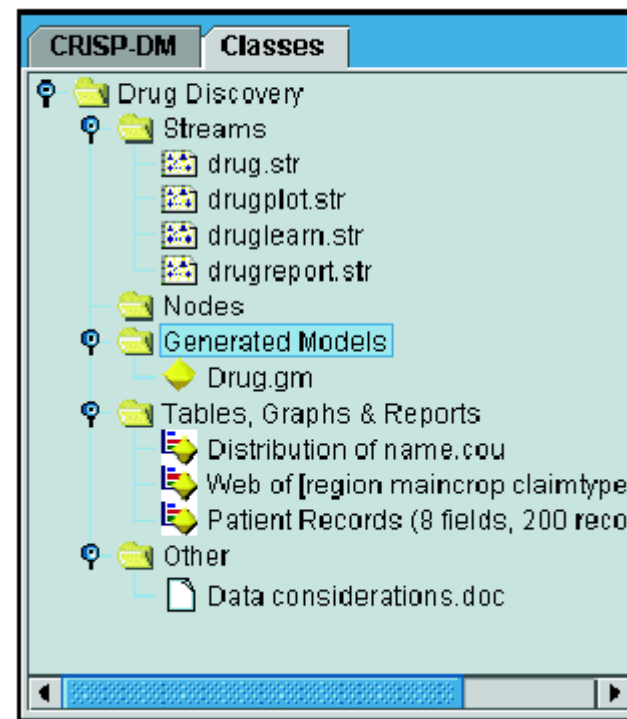 CRISP-DM Classes
Drug Discovery
Streams
drug.str
drugplot.str
druglearn.str
drugreport.str
Nodes
Generated Models
Drug.gm
Tables, Graphs & Reports
Distribution of name.cou
Web of [region maincrop claimtype
Patient Records (8 fields, 200 reco
Other
Data considerations.doc